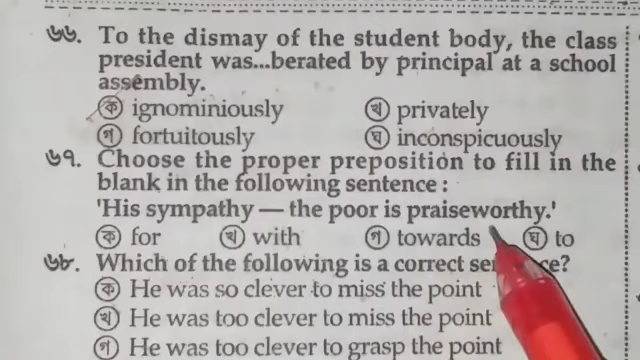 ৬৬. To the dismay of the student body, the class
president was...berated by principal at a school
assembly.
ক ignominiously খ privately
গ fortuitously ঘ inconspicuously
৬৭. Choose the proper preposition to fill in the
blank in the following sentence :
'His sympathy — the poor is praiseworthy.'
ক for খ with গ towards ঘ to
৬৮. Which of the following is a correct ce?
ক He was so clever to miss the point
খ He was too clever to miss the point
গ He was too clever to grasp the point